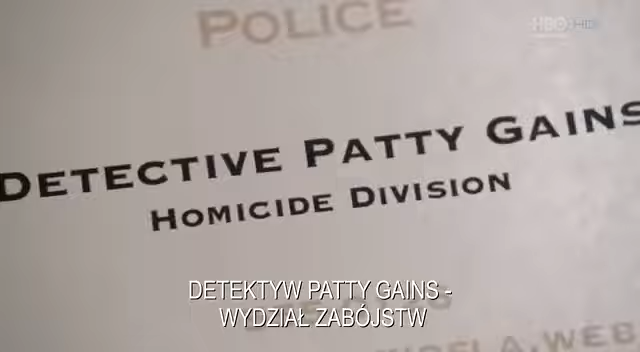 POLICE
HBO HD
DETECTIVE PATTY GAINS
HOMICIDE DIVISION
DETEKTYW PATTY GAINS -
WYDZIAŁ ZABÓJSTW